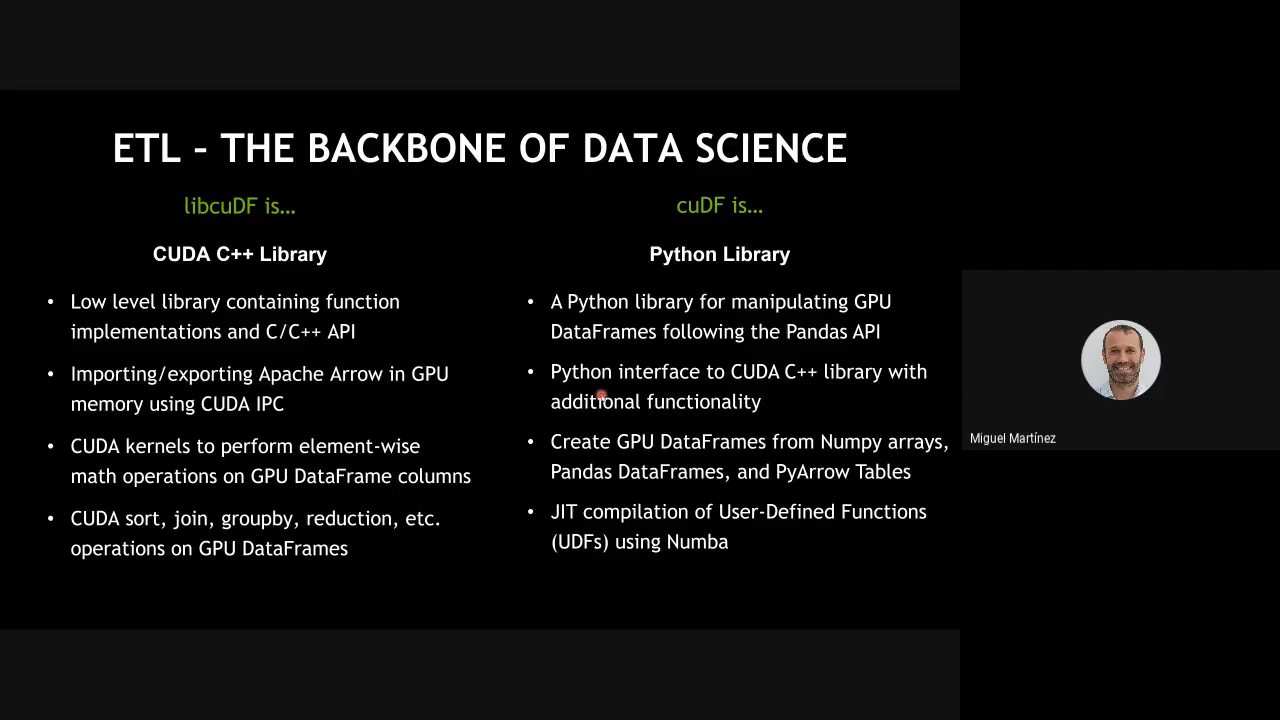 ETL – THE BACKBONE OF DATA SCIENCE
libcuDF is…
CUDA C++ Library
• Low level library containing function
implementations and C/C++ API
• Importing/exporting Apache Arrow in GPU
memory using CUDA IPC
• CUDA kernels to perform element-wise
math operations on GPU DataFrame columns
• CUDA sort, join, groupby, reduction, etc.
operations on GPU DataFrames
cuDF is…
Python Library
• A Python library for manipulating GPU
DataFrames following the Pandas API
• Python interface to CUDA C++ library with
additional functionality
• Create GPU DataFrames from Numpy arrays,
Pandas DataFrames, and PyArrow Tables
• JIT compilation of User-Defined Functions
(UDFs) using Numba
Miguel Martínez